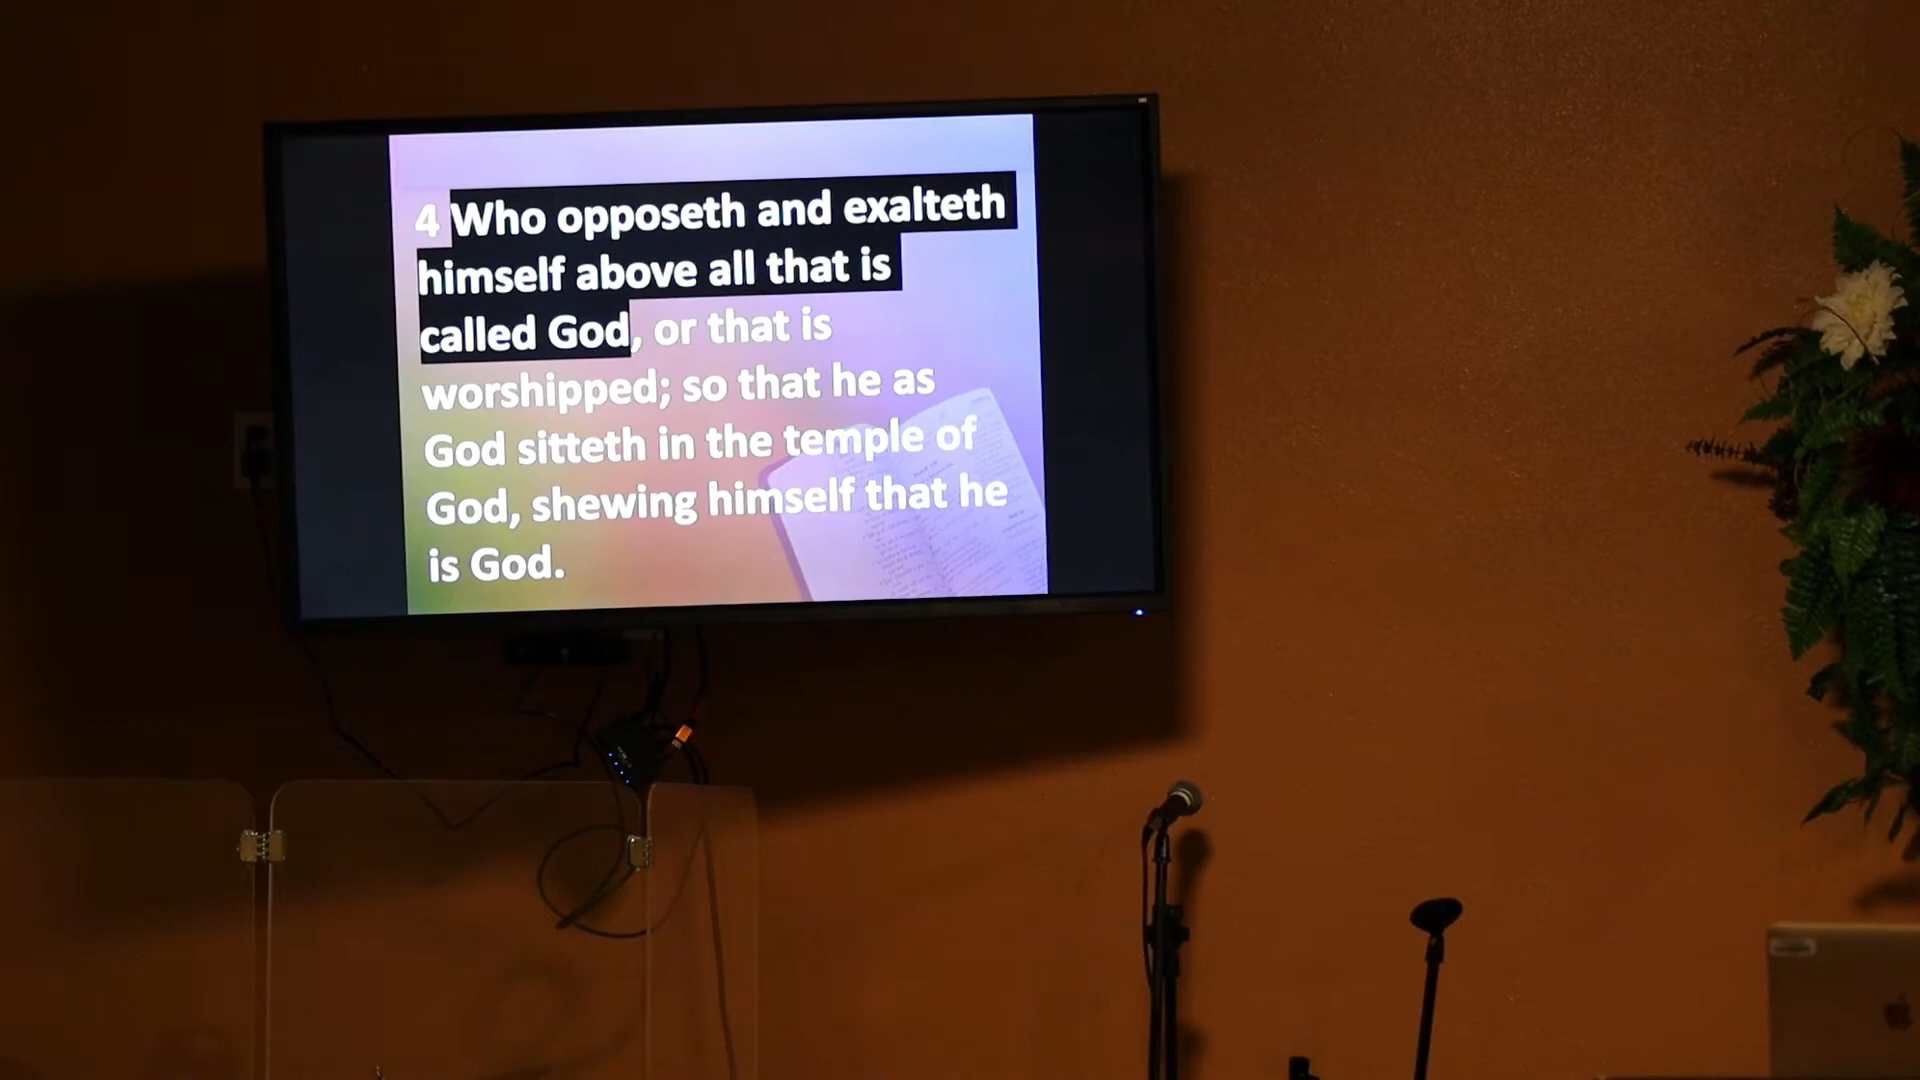 4 Who opposeth and exalteth
himself above all that is
called God, or that is
worshipped; so that he as
God sitteth in the temple of
God, shewing himself that he
is God.